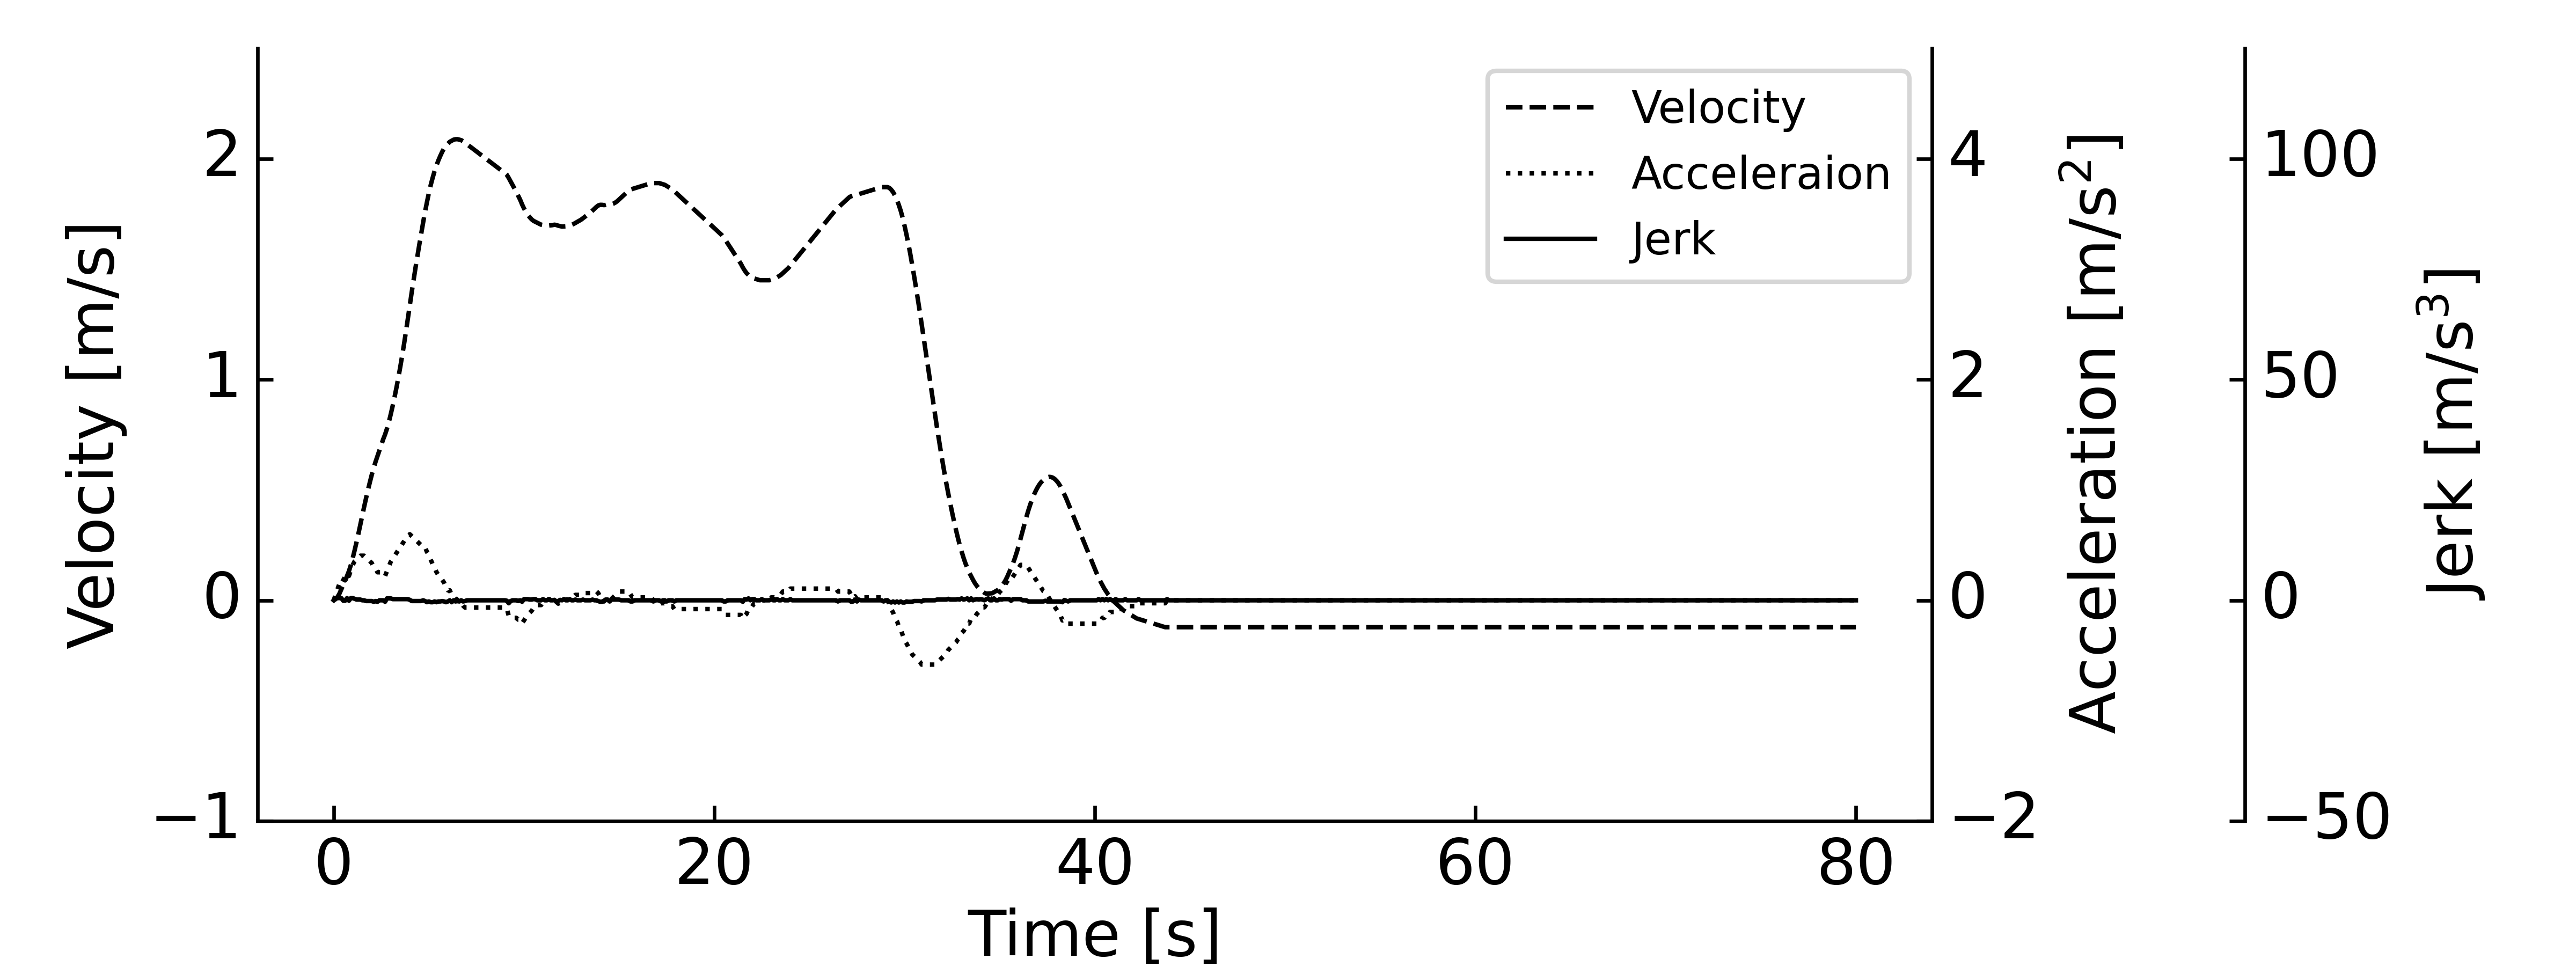 Velocity [m/s]
2
1
0
−1
0 20 40 60 80
Time [s]
Velocity
Acceleraion
Jerk
4
2
0
−2
Acceleration [m/s²]
100
50
0
−50
Jerk [m/s³]